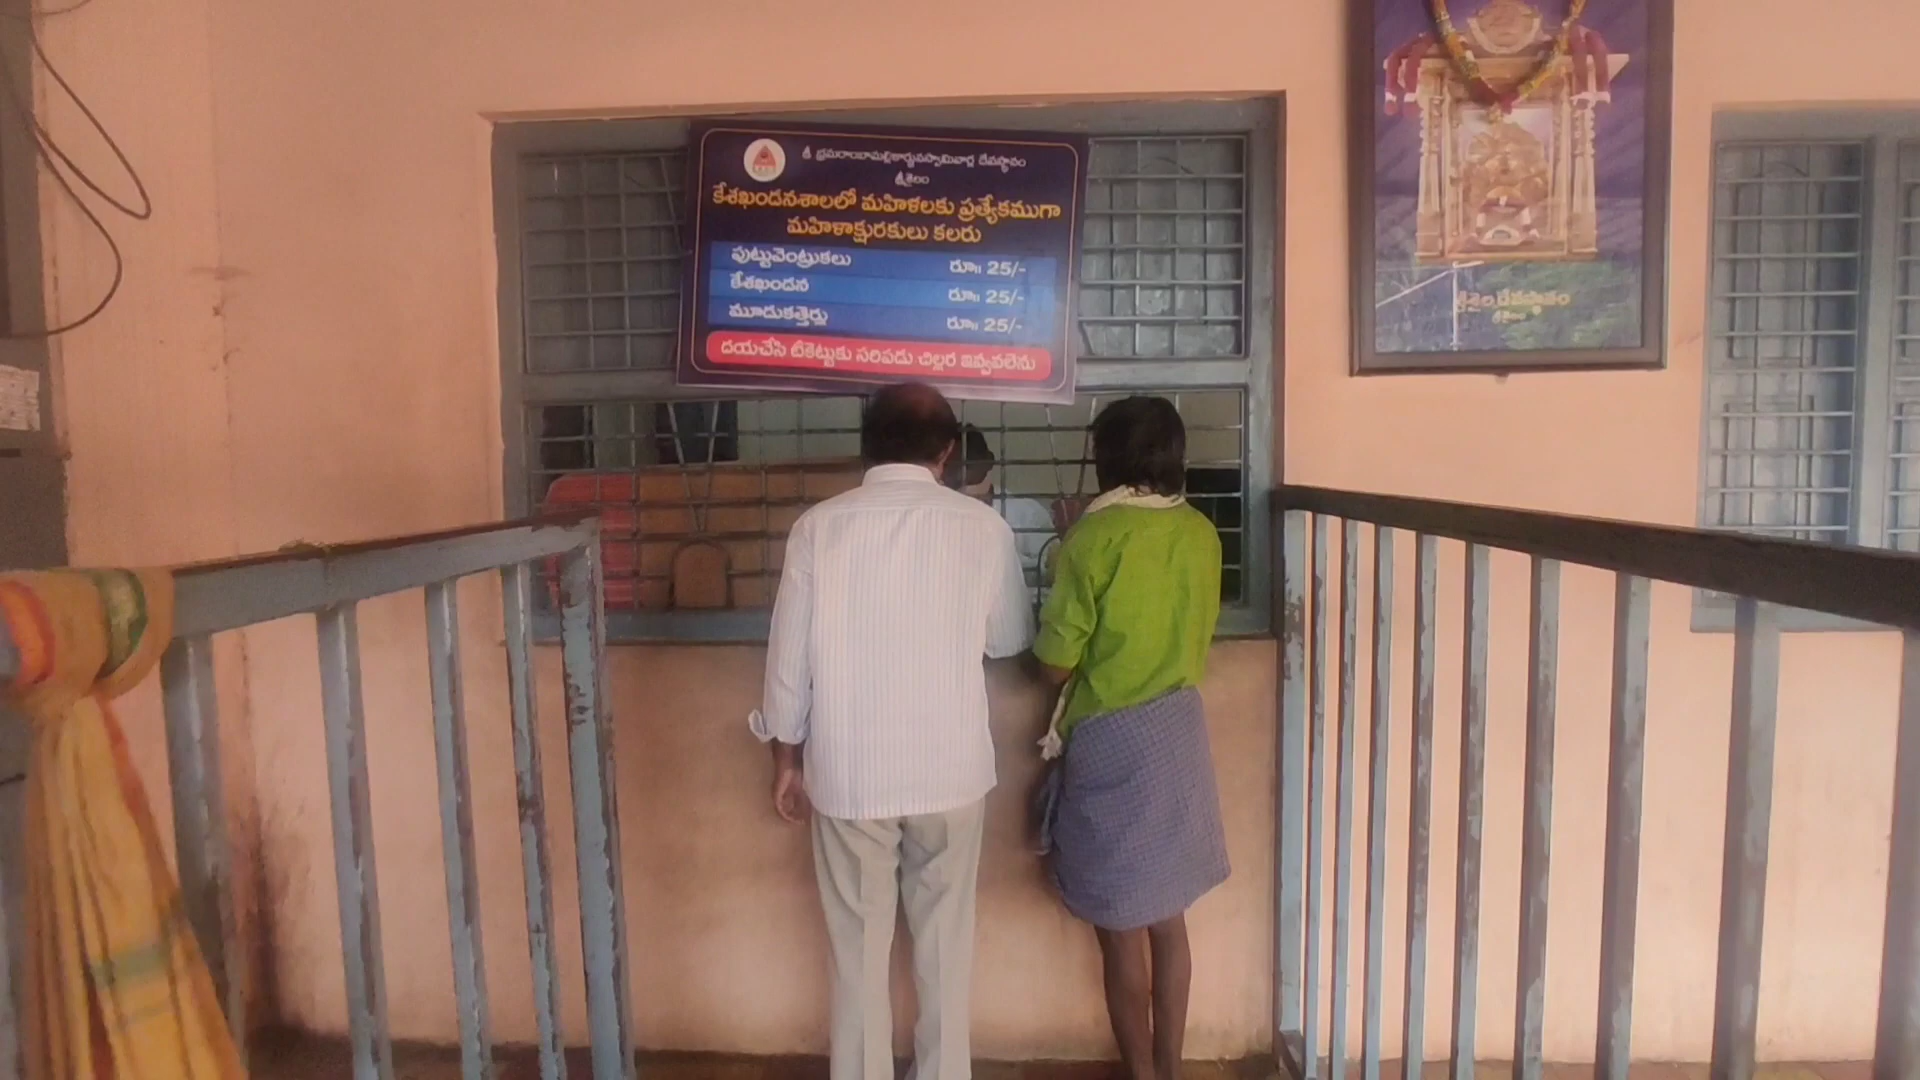 శ్రీ భ్రమరాంబామల్లికార్జునస్వామివార్ల దేవస్థానం
శ్రీశైలం
కేశఖండనశాలలో మహిళలకు ప్రత్యేకముగా
మహిళాక్షురకులు కలరు
పుట్టువెంట్రుకలు రూ॥ 25/-
కేశఖండన రూ॥ 25/-
మూడుకత్తెర్లు రూ॥ 25/-
దయచేసి టికెట్టుకు సరిపడు చిల్లర ఇవ్వవలెను
శ్రీశైల దేవస్థానం
శ్రీశైలం